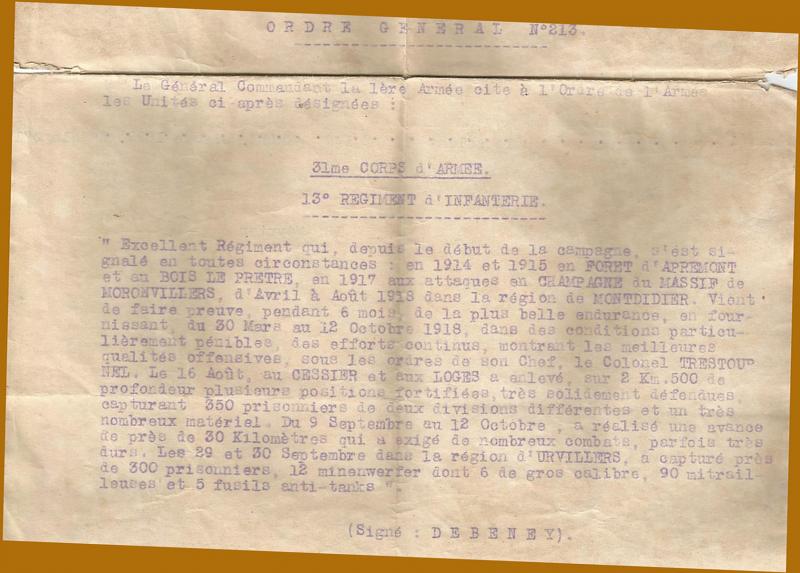 ORDRE GENERAL N°213.
Le Général Commandant la 1ère Armée cite à l'Ordre de l'Armée
les Unités ci-après désignées :
31me CORPS d'ARMEE.
13° REGIMENT d'INFANTERIE.
" Excellent Régiment qui, depuis le début de la campagne, s'est si-
gnalé en toutes circonstances : en 1914 et 1915 en FORET d'APREMONT
et au BOIS LE PRETRE, en 1917 aux attaques en CHAMPAGNE du MASSIF de
MORONVILLERS, d'Avril à Août 1918 dans la région de MONTDIDIER. Vient
de faire preuve, pendant 6 mois, de la plus belle endurance, en four-
nissant, du 30 Mars au 12 Octobre 1918, dans des conditions particu-
lièrement pénibles, des efforts continus, montrant les meilleures
qualités offensives, sous les ordres de son Chef, le Colonel TRESTOUR
NEL. Le 16 Août, au CESSIER et aux LOGES a enlevé, sur 2 Km.500 de
profondeur plusieurs positions fortifiées, très solidement défendues,
capturant 350 prisonniers de deux divisions différentes et un très
nombreux matériel. Du 9 Septembre au 12 Octobre , a réalisé une avance
de près de 30 Kilomètres qui a exigé de nombreux combats, parfois très
durs. Les 29 et 30 Septembre dans la région d'URVILLERS, a capturé près
de 300 prisonniers, 12 minenwerfer dont 6 de gros calibre, 90 mitrail-
leuses et 5 fusils anti-tanks ".
(Signé : DEBENEY).